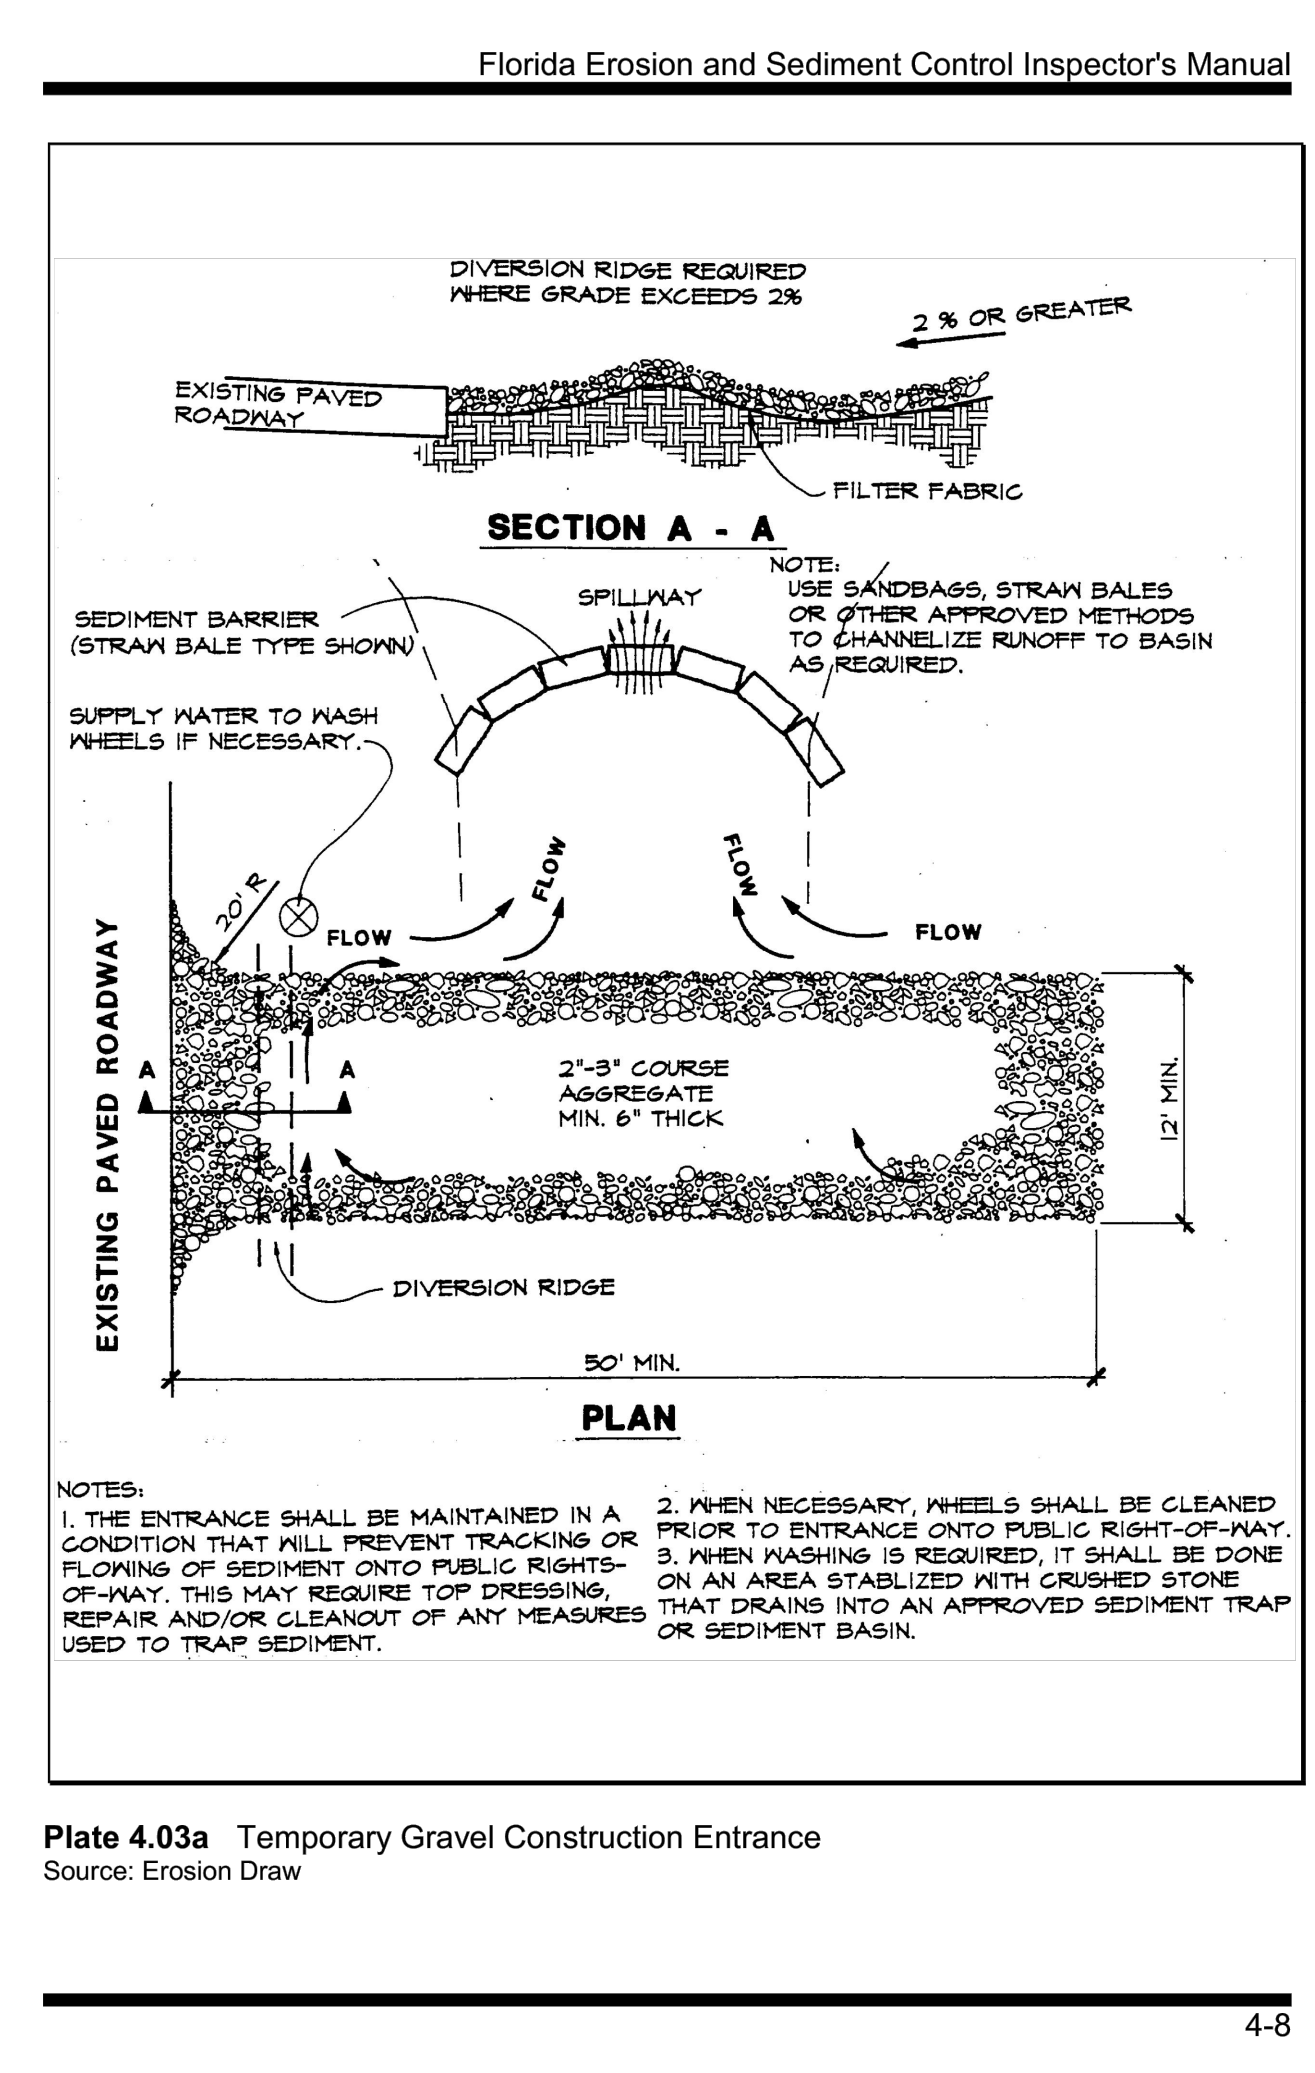 Florida Erosion and Sediment Control Inspector's Manual
DIVERSION RIDGE REQUIRED
WHERE GRADE EXCEEDS 2%
2 % OR GREATER
EXISTING PAVED
ROADWAY
FILTER FABRIC
SECTION A - A
NOTE:
USE SANDBAGS, STRAW BALES
OR OTHER APPROVED METHODS
TO CHANNELIZE RUNOFF TO BASIN
AS REQUIRED.
SPILLWAY
SEDIMENT BARRIER
(STRAW BALE TYPE SHOWN)
SUPPLY WATER TO WASH
WHEELS IF NECESSARY.
FLOW
FLOW
20' R
FLOW
FLOW
EXISTING PAVED ROADWAY
A
A
2"-3" COURSE
AGGREGATE
MIN. 6" THICK
12' MIN.
DIVERSION RIDGE
50' MIN.
PLAN
NOTES:
1. THE ENTRANCE SHALL BE MAINTAINED IN A
CONDITION THAT WILL PREVENT TRACKING OR
FLOWING OF SEDIMENT ONTO PUBLIC RIGHTS-
OF-WAY. THIS MAY REQUIRE TOP DRESSING,
REPAIR AND/OR CLEANOUT OF ANY MEASURES
USED TO TRAP SEDIMENT.
2. WHEN NECESSARY, WHEELS SHALL BE CLEANED
PRIOR TO ENTRANCE ONTO PUBLIC RIGHT-OF-WAY.
3. WHEN WASHING IS REQUIRED, IT SHALL BE DONE
ON AN AREA STABLIZED WITH CRUSHED STONE
THAT DRAINS INTO AN APPROVED SEDIMENT TRAP
OR SEDIMENT BASIN.
Plate 4.03a Temporary Gravel Construction Entrance
Source: Erosion Draw
4-8